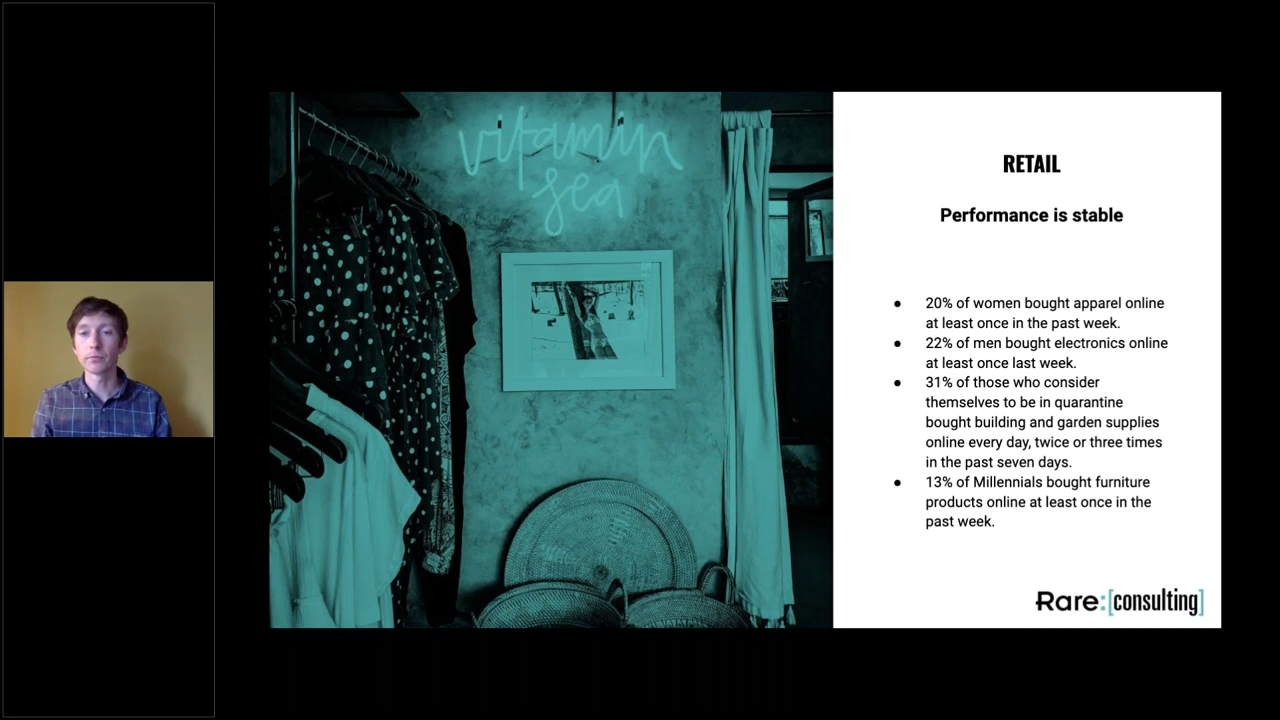 vitamin
sea
RETAIL
Performance is stable
● 20% of women bought apparel online
at least once in the past week.
● 22% of men bought electronics online
at least once last week.
● 31% of those who consider
themselves to be in quarantine
bought building and garden supplies
online every day, twice or three times
in the past seven days.
● 13% of Millennials bought furniture
products online at least once in the
past week.
Rare:[consulting]